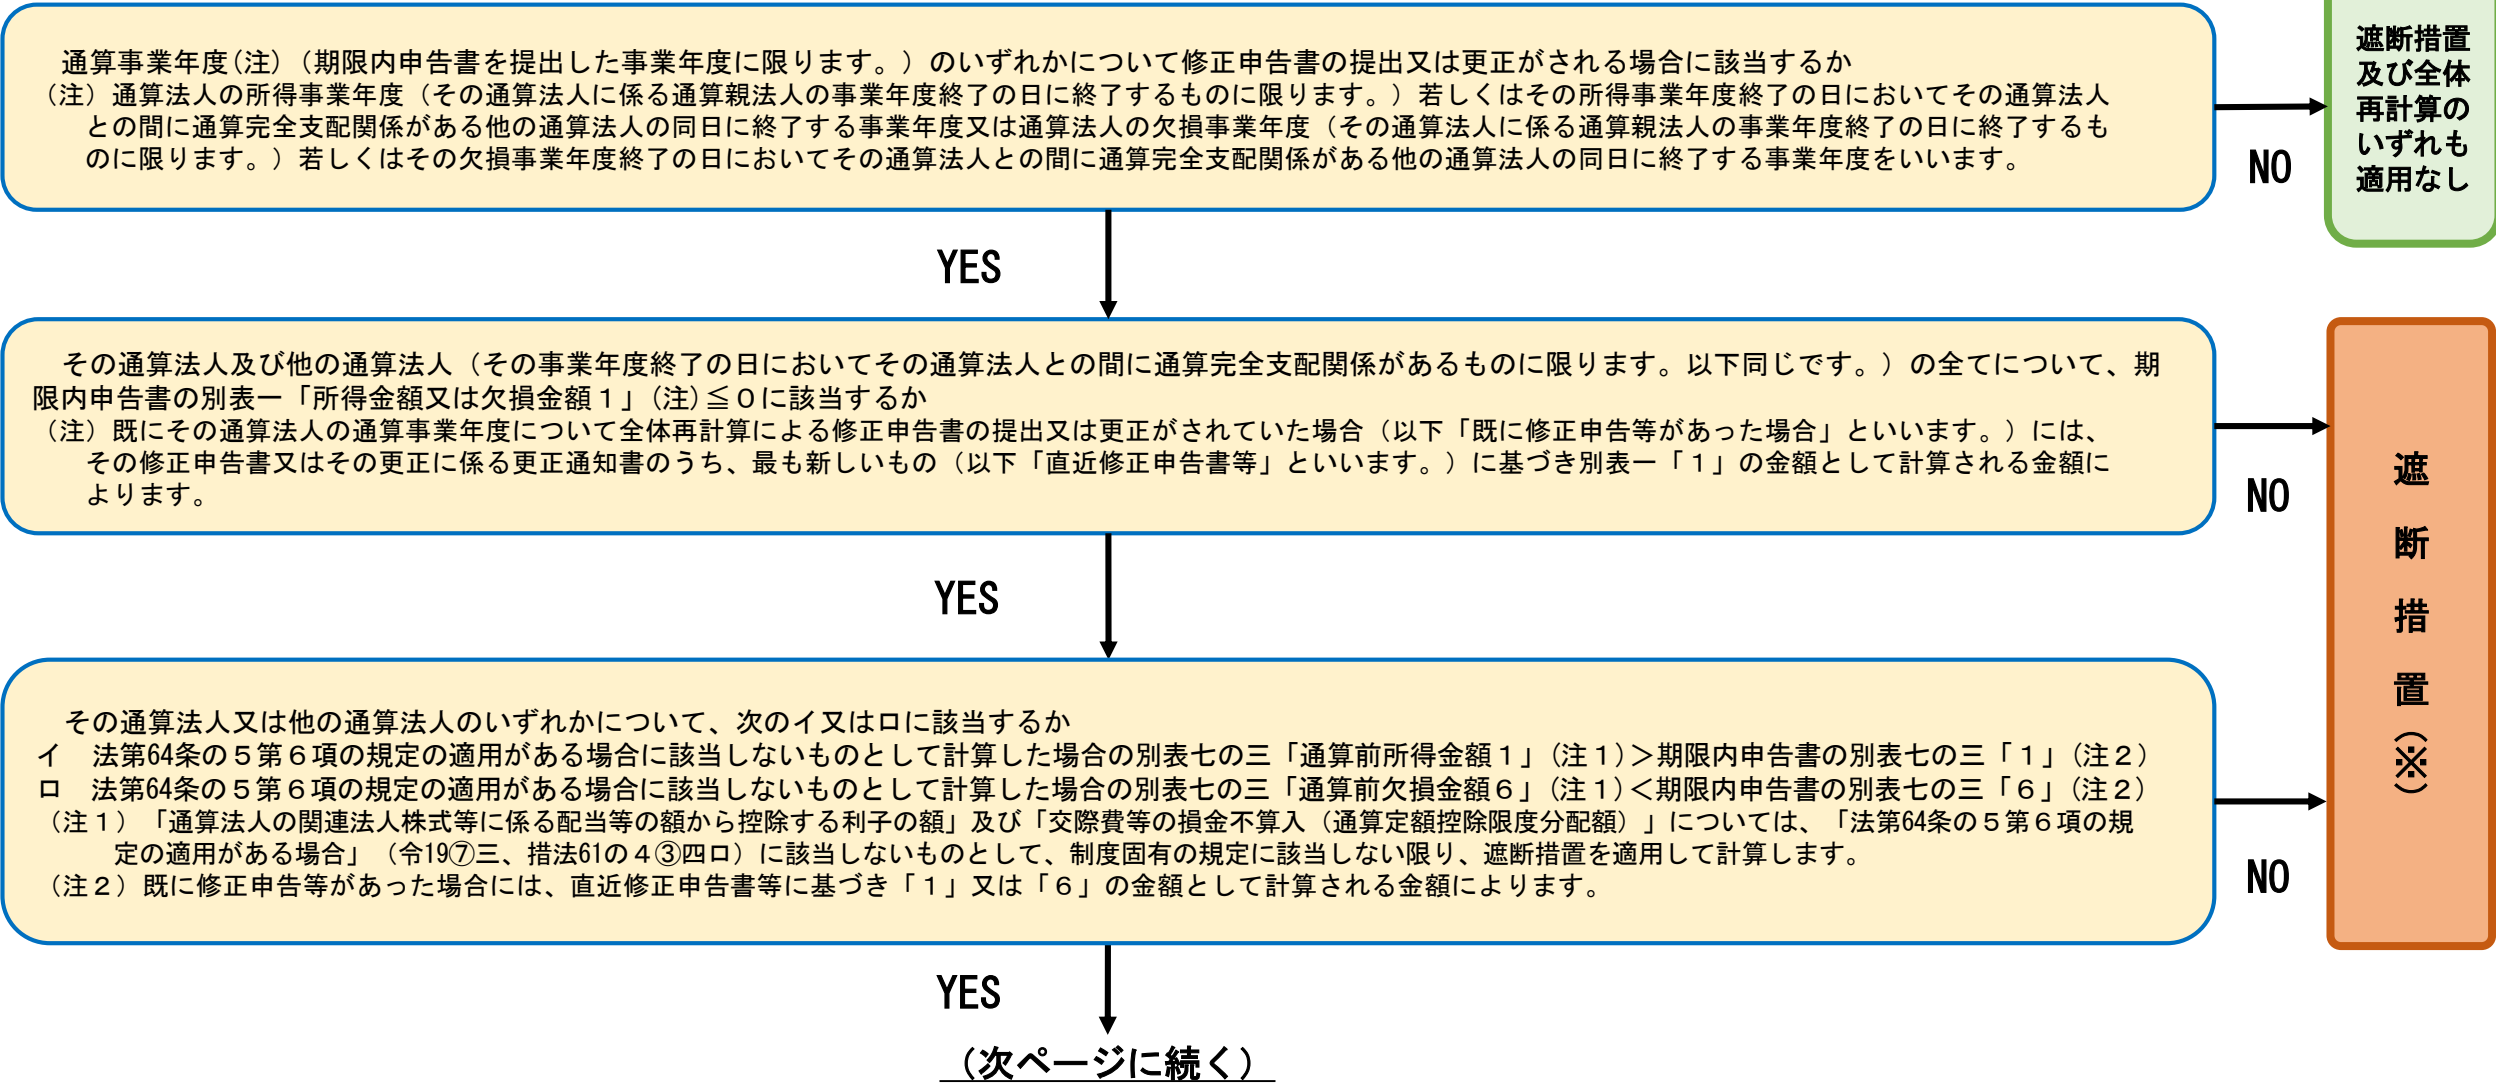 通算事業年度(注)(期限内申告書を提出した事業年度に限ります。)のいずれかについて修正申告書の提出又は更正がされる場合に該当するか
(注)通算法人の所得事業年度(その通算法人に係る通算親法人の事業年度終了の日に終了するものに限ります。)若しくはその所得事業年度終了の日においてその通算法人
との間に通算完全支配関係がある他の通算法人の同日に終了する事業年度又は通算法人の欠損事業年度(その通算法人に係る通算親法人の事業年度終了の日に終了するも
のに限ります。)若しくはその欠損事業年度終了の日においてその通算法人との間に通算完全支配関係がある他の通算法人の同日に終了する事業年度をいいます。
NO
遮断措置
及び全体
再計算の
いずれも
適用なし
YES
その通算法人及び他の通算法人(その事業年度終了の日においてその通算法人との間に通算完全支配関係があるものに限ります。以下同じです。)の全てについて、期
限内申告書の別表一「所得金額又は欠損金額1」(注)≦0に該当するか
(注)既にその通算法人の通算事業年度について全体再計算による修正申告書の提出又は更正がされていた場合(以下「既に修正申告等があった場合」といいます。)には、
その修正申告書又はその更正に係る更正通知書のうち、最も新しいもの(以下「直近修正申告書等」といいます。)に基づき別表一「1」の金額として計算される金額に
よります。
NO
YES
その通算法人又は他の通算法人のいずれかについて、次のイ又はロに該当するか
イ 法第64条の5第6項の規定の適用がある場合に該当しないものとして計算した場合の別表七の三「通算前所得金額1」(注1)>期限内申告書の別表七の三「1」(注2)
ロ 法第64条の5第6項の規定の適用がある場合に該当しないものとして計算した場合の別表七の三「通算前欠損金額6」(注1)<期限内申告書の別表七の三「6」(注2)
(注1)「通算法人の関連法人株式等に係る配当等の額から控除する利子の額」及び「交際費等の損金不算入(通算定額控除限度分配額)」については、「法第64条の5第6項の規
定の適用がある場合」(令19⑦三、措法61の4③四ロ)に該当しないものとして、制度固有の規定に該当しない限り、遮断措置を適用して計算します。
(注2)既に修正申告等があった場合には、直近修正申告書等に基づき「1」又は「6」の金額として計算される金額によります。
NO
遮断措置(※)
YES
(次ページに続く)